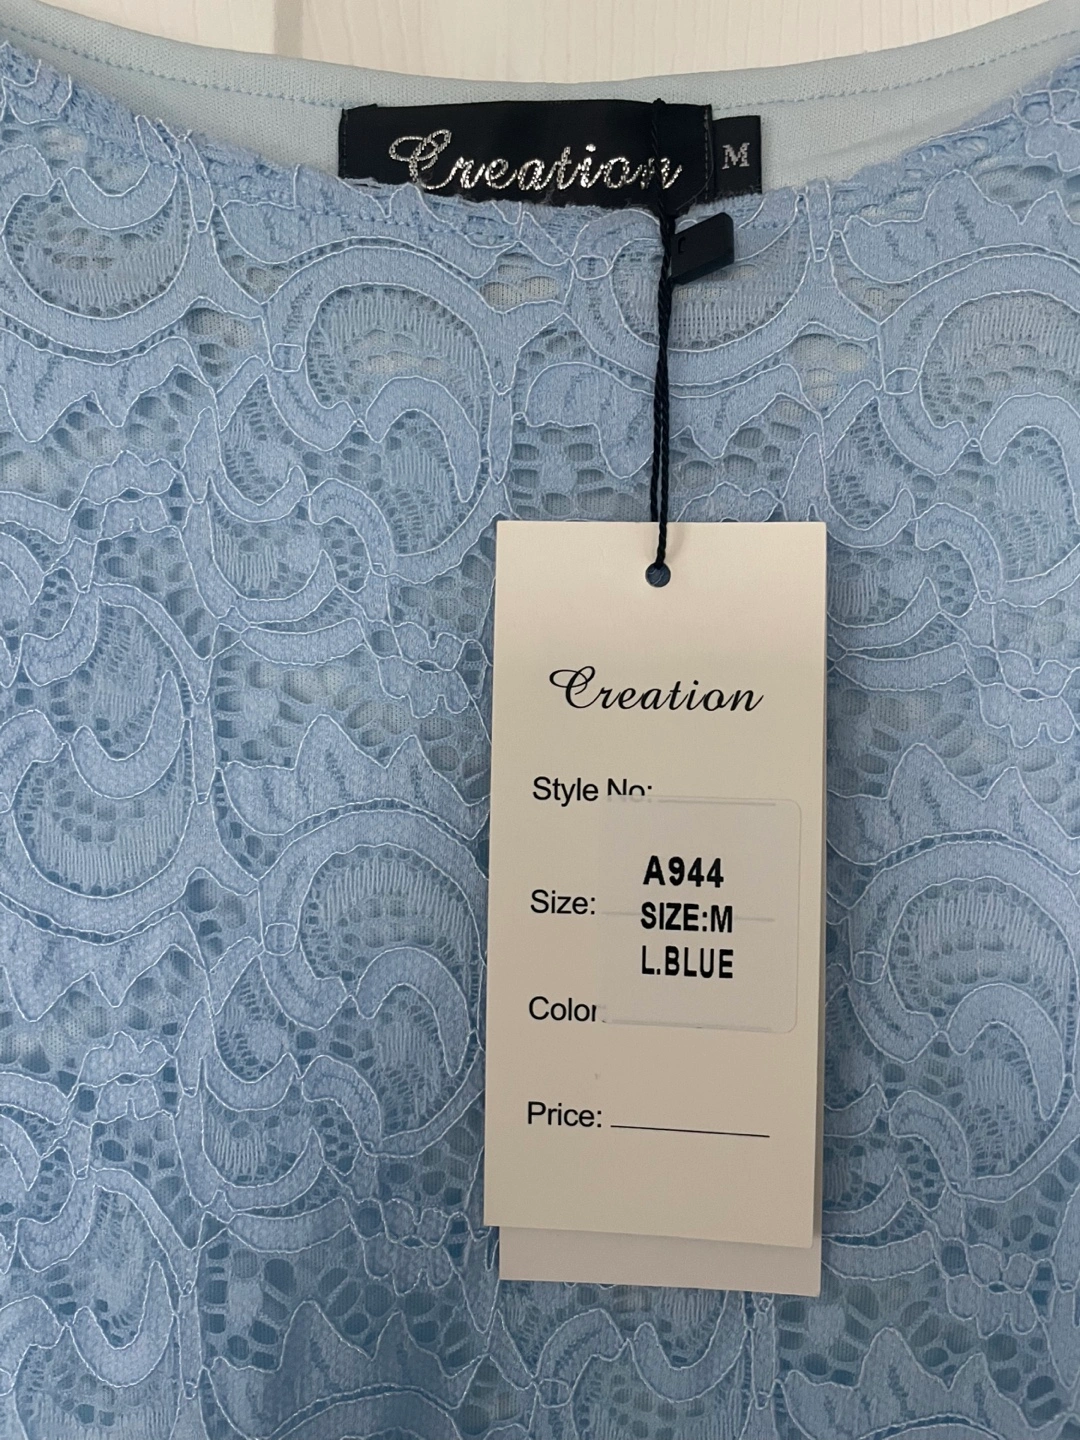 Creation
M
Creation
Style No:
A944
Size:
SIZE:M
L.BLUE
Color
Price: